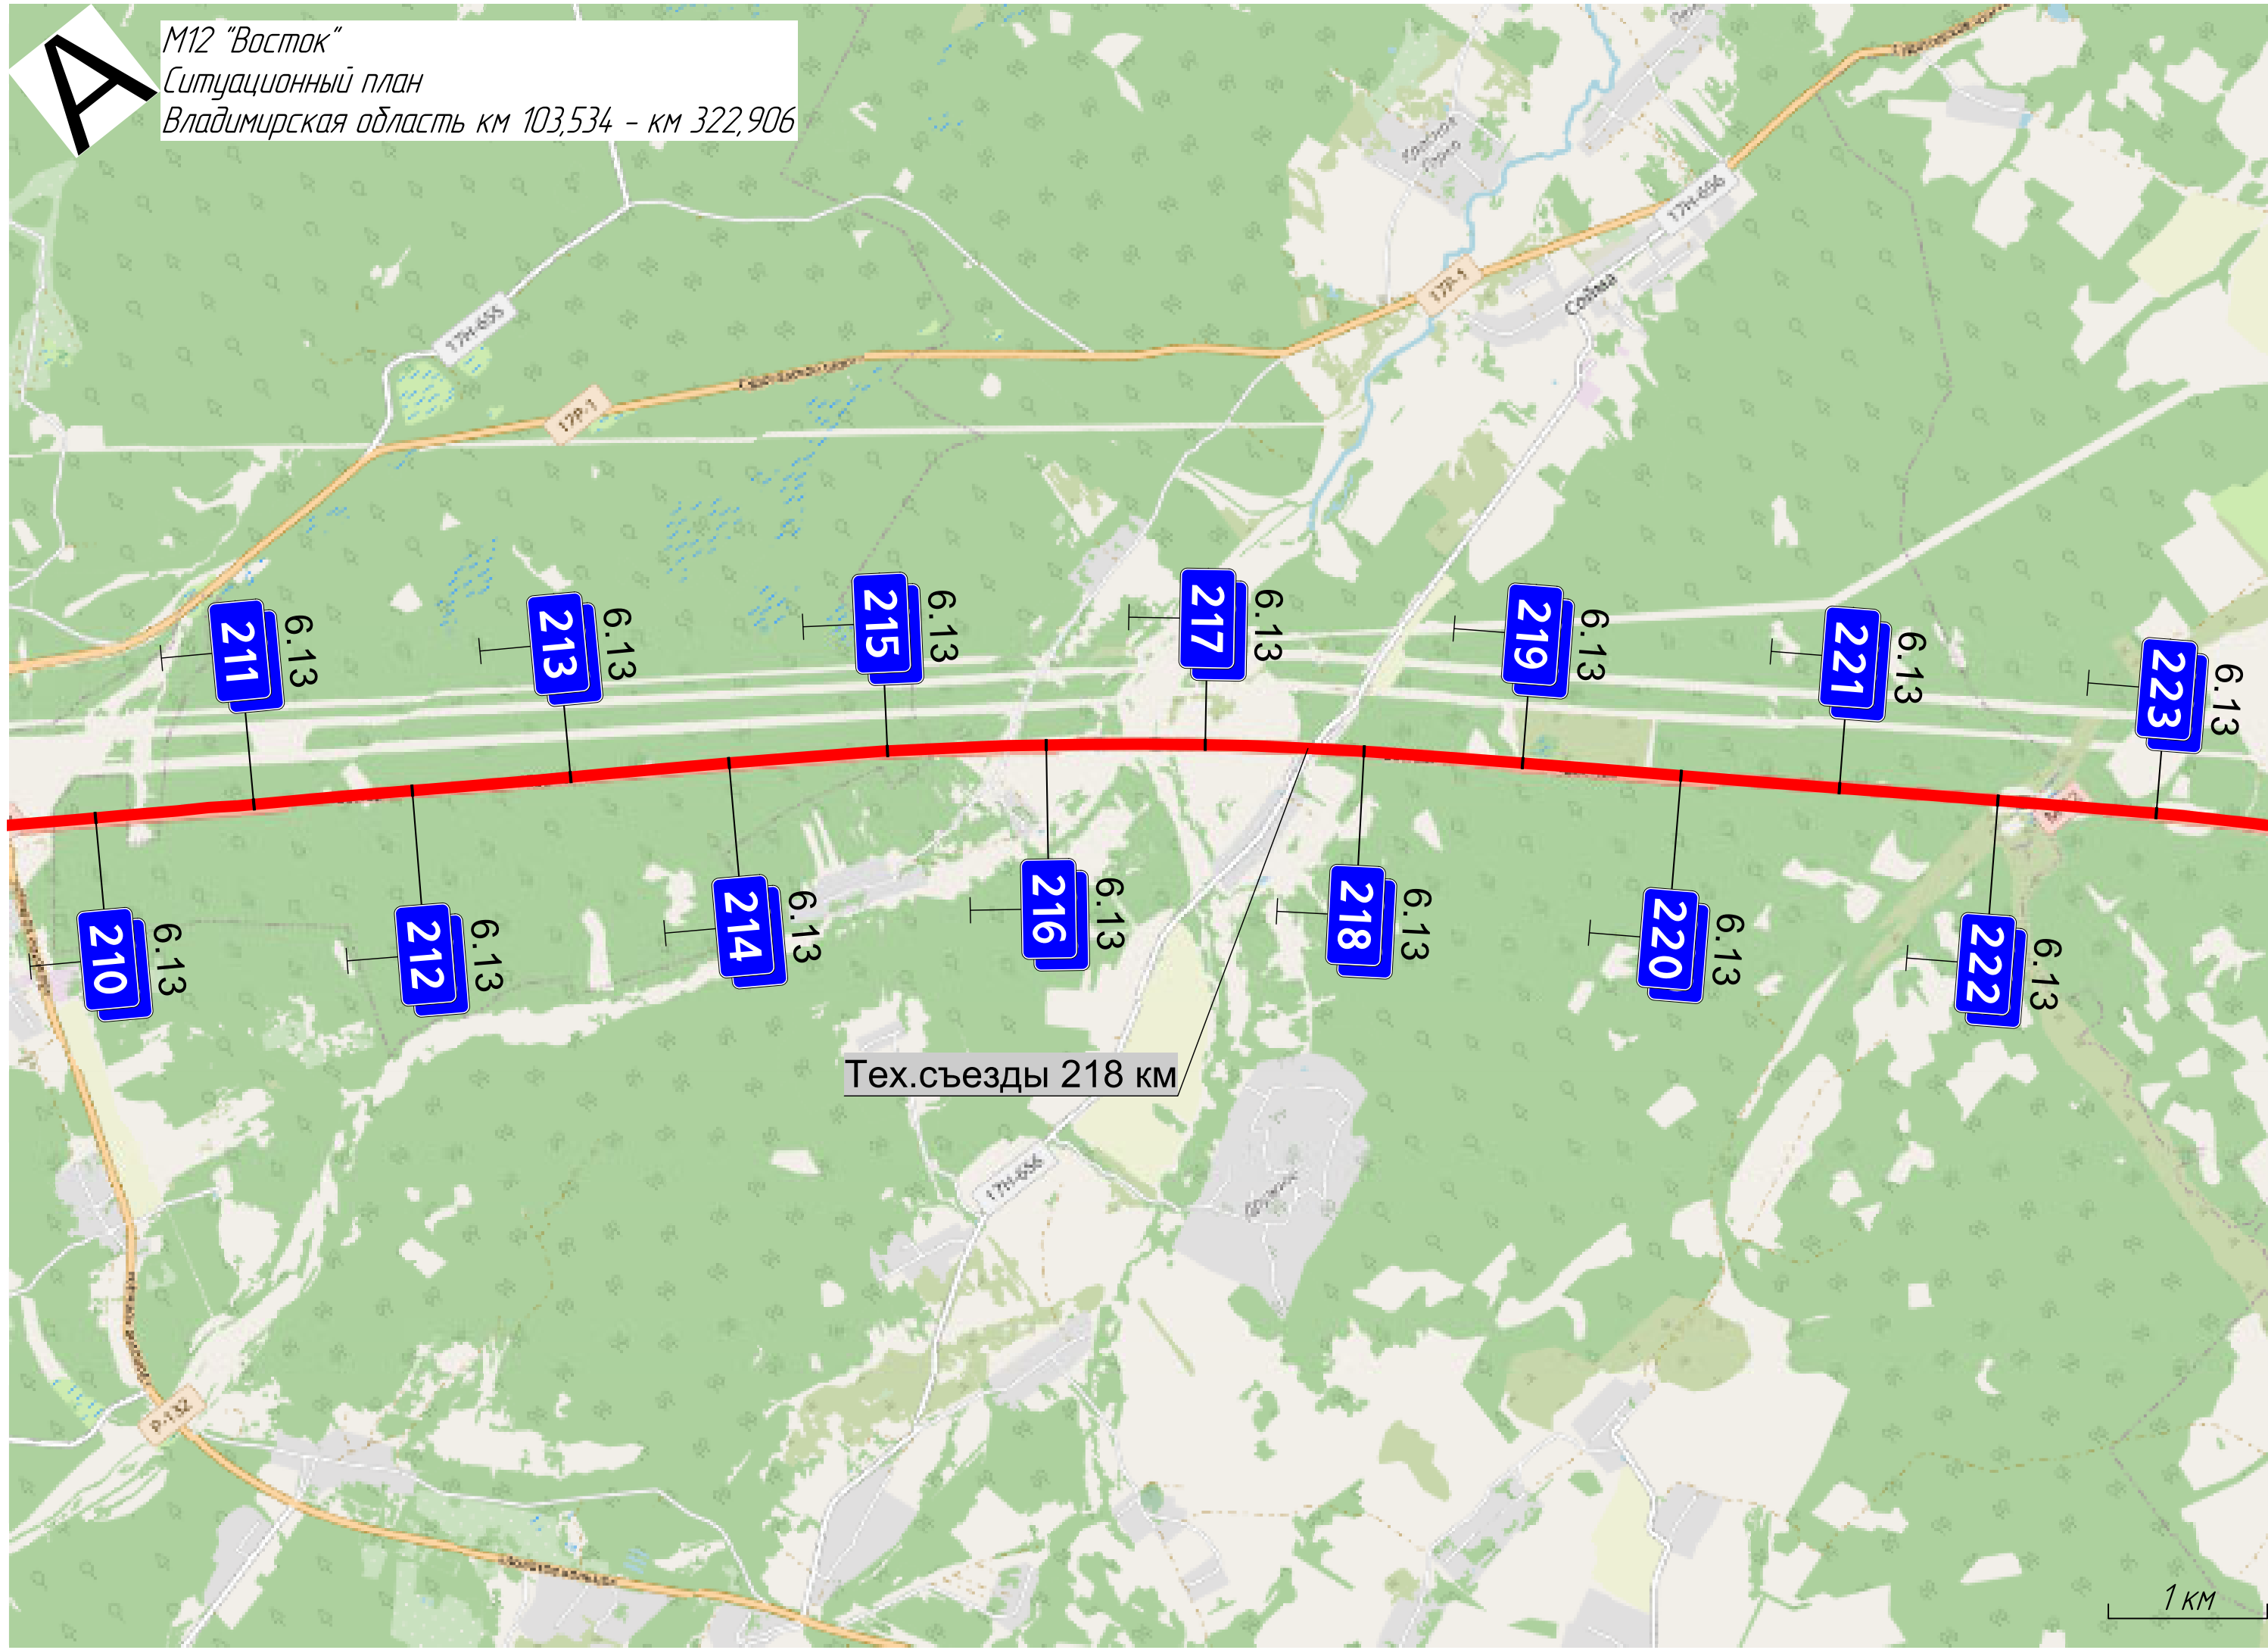 А
М12 "Восток"
Ситуационный план
Владимирская область км 103,534 - км 322,906
17Н-656
17Р-1
Сойма
17Н-655
17Р-1
211
6.13
213
6.13
215
6.13
217
6.13
219
6.13
221
6.13
223
6.13
210
6.13
212
6.13
214
6.13
216
6.13
218
6.13
220
6.13
222
6.13
Тех.съезды 218 км
17Н-656
Р-132
1 км